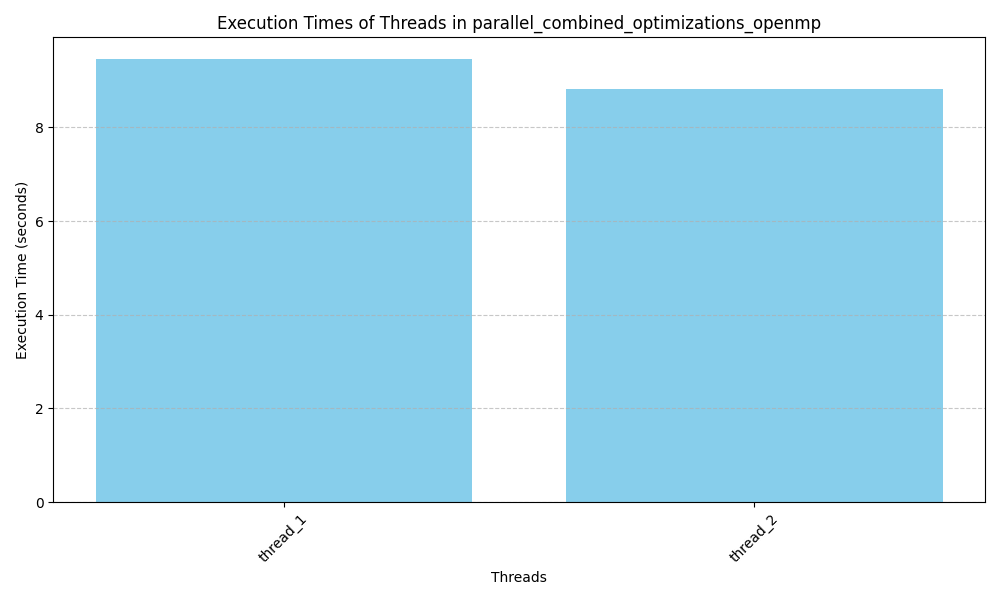 Execution Times of Threads in parallel_combined_optimizations_openmp
Execution Time (seconds)
8
6
4
2
0
thread_1
thread_2
Threads